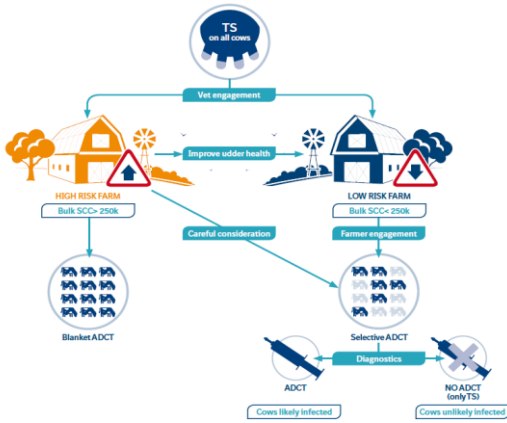 TS
on all cows
Vet engagement
Improve udder health
HIGH RISK FARM
LOW RISK FARM
Bulk SCC> 250k
Bulk SCC< 250k
Careful consideration
Farmer engagement
Blanket ADCT
Selective ADCT
Diagnostics
ADCT
NO ADCT
(only TS)
Cows likely infected
Cows unlikely infected